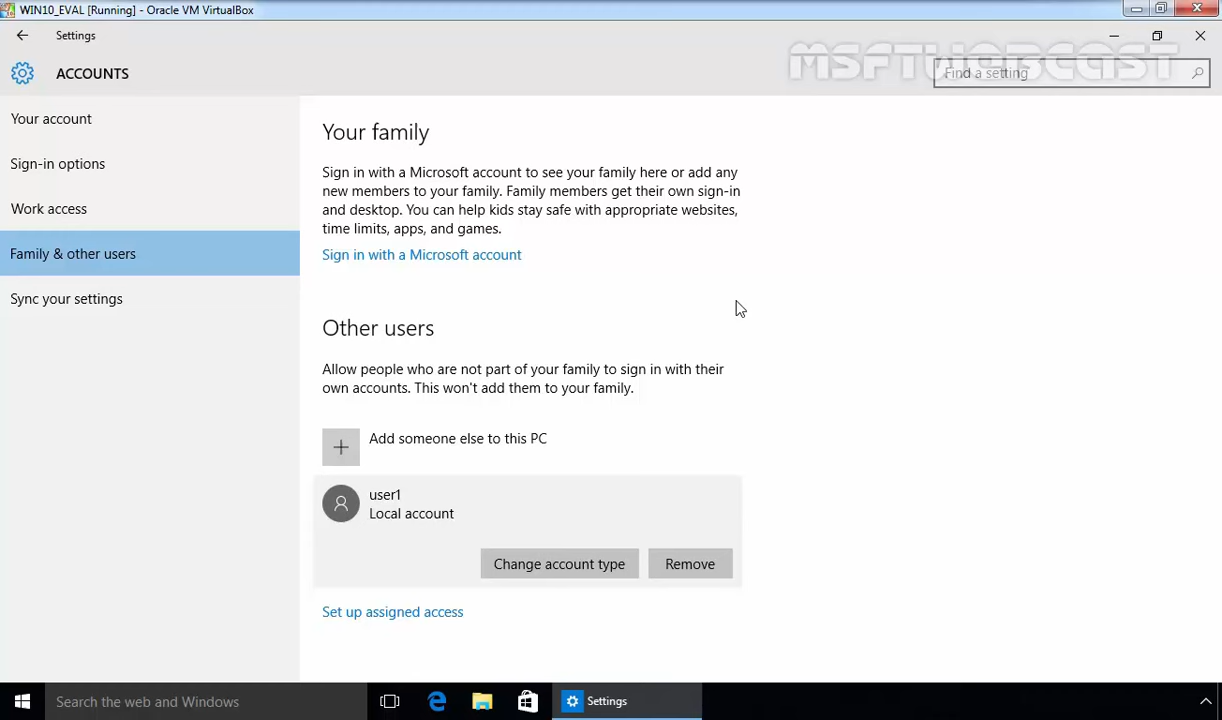 WIN10_EVAL [Running] - Oracle VM VirtualBox
Settings
MSFTWEBCAST
ACCOUNTS
Find a setting
Your account
Sign-in options
Work access
Family & other users
Sync your settings
Your family
Sign in with a Microsoft account to see your family here or add any
new members to your family. Family members get their own sign-in
and desktop. You can help kids stay safe with appropriate websites,
time limits, apps, and games.
Sign in with a Microsoft account
Other users
Allow people who are not part of your family to sign in with their
own accounts. This won't add them to your family.
Add someone else to this PC
user1
Local account
Change account type
Remove
Set up assigned access
Search the web and Windows
Settings